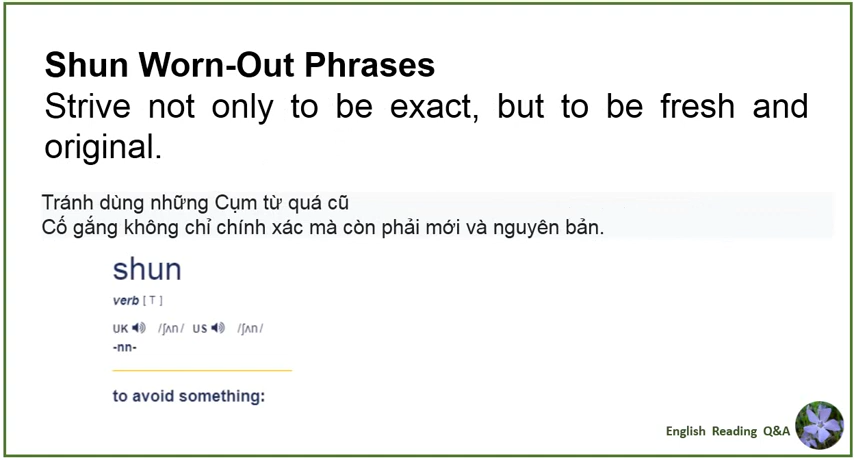 Shun Worn-Out Phrases
Strive not only to be exact, but to be fresh and
original.
Tránh dùng những Cụm từ quá cũ
Cố gắng không chỉ chính xác mà còn phải mới và nguyên bản.
shun
verb [ T ]
UK /ʃʌn/ US /ʃʌn/
-nn-
to avoid something:
English Reading Q&A